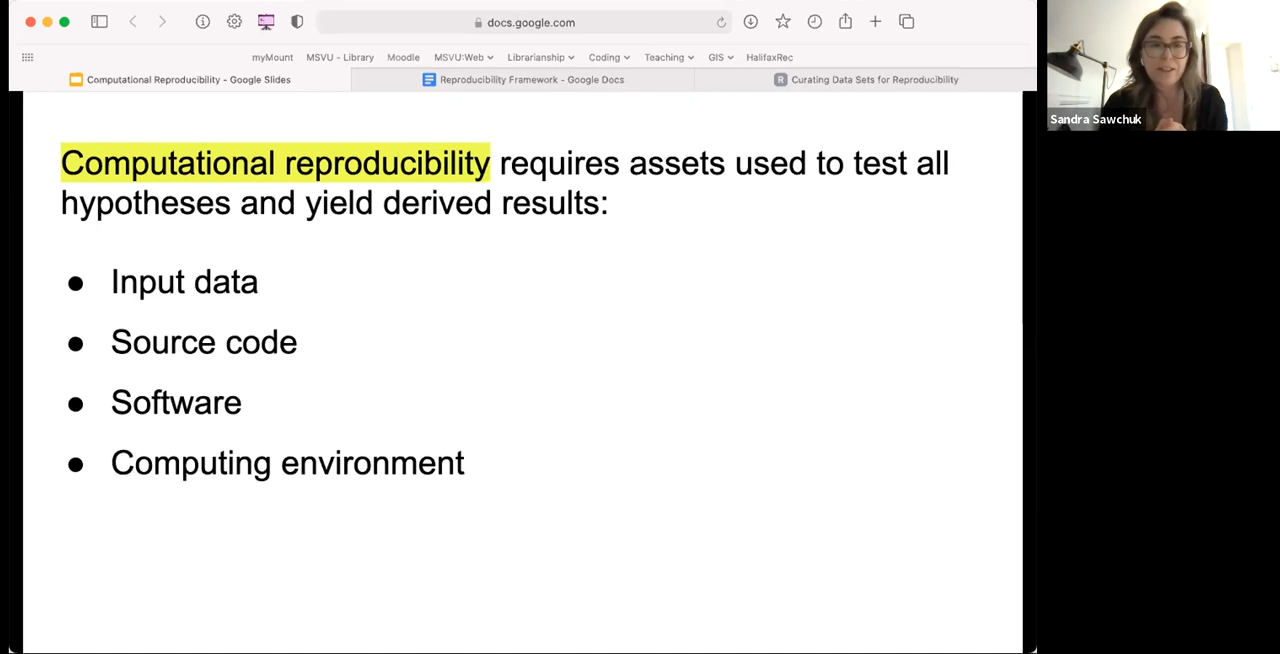 docs.google.com
myMount MSVU - Library Moodle MSVU:Web Librarianship Coding Teaching GIS HalifaxRec
Computational Reproducibility - Google Slides Reproducibility Framework - Google Docs R Curating Data Sets for Reproducibility
Sandra Sawchuk
Computational reproducibility requires assets used to test all
hypotheses and yield derived results:
● Input data
● Source code
● Software
● Computing environment